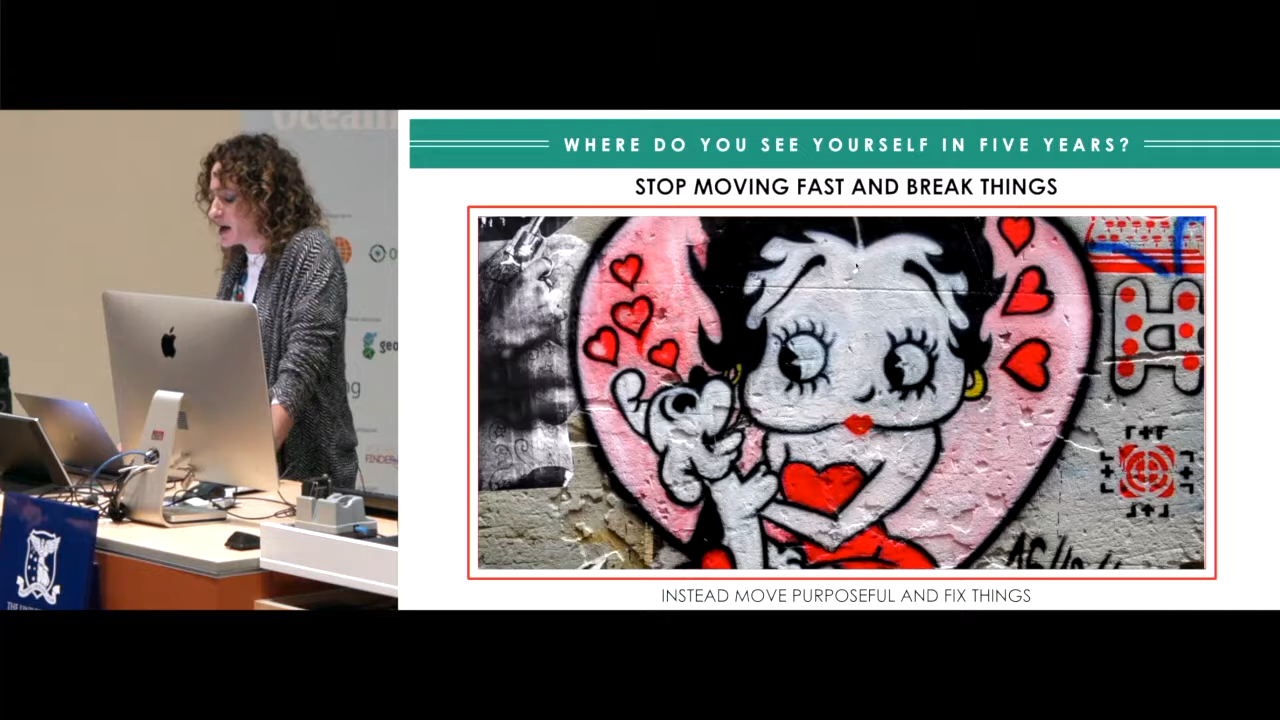 WHERE DO YOU SEE YOURSELF IN FIVE YEARS?
STOP MOVING FAST AND BREAK THINGS
INSTEAD MOVE PURPOSEFUL AND FIX THINGS